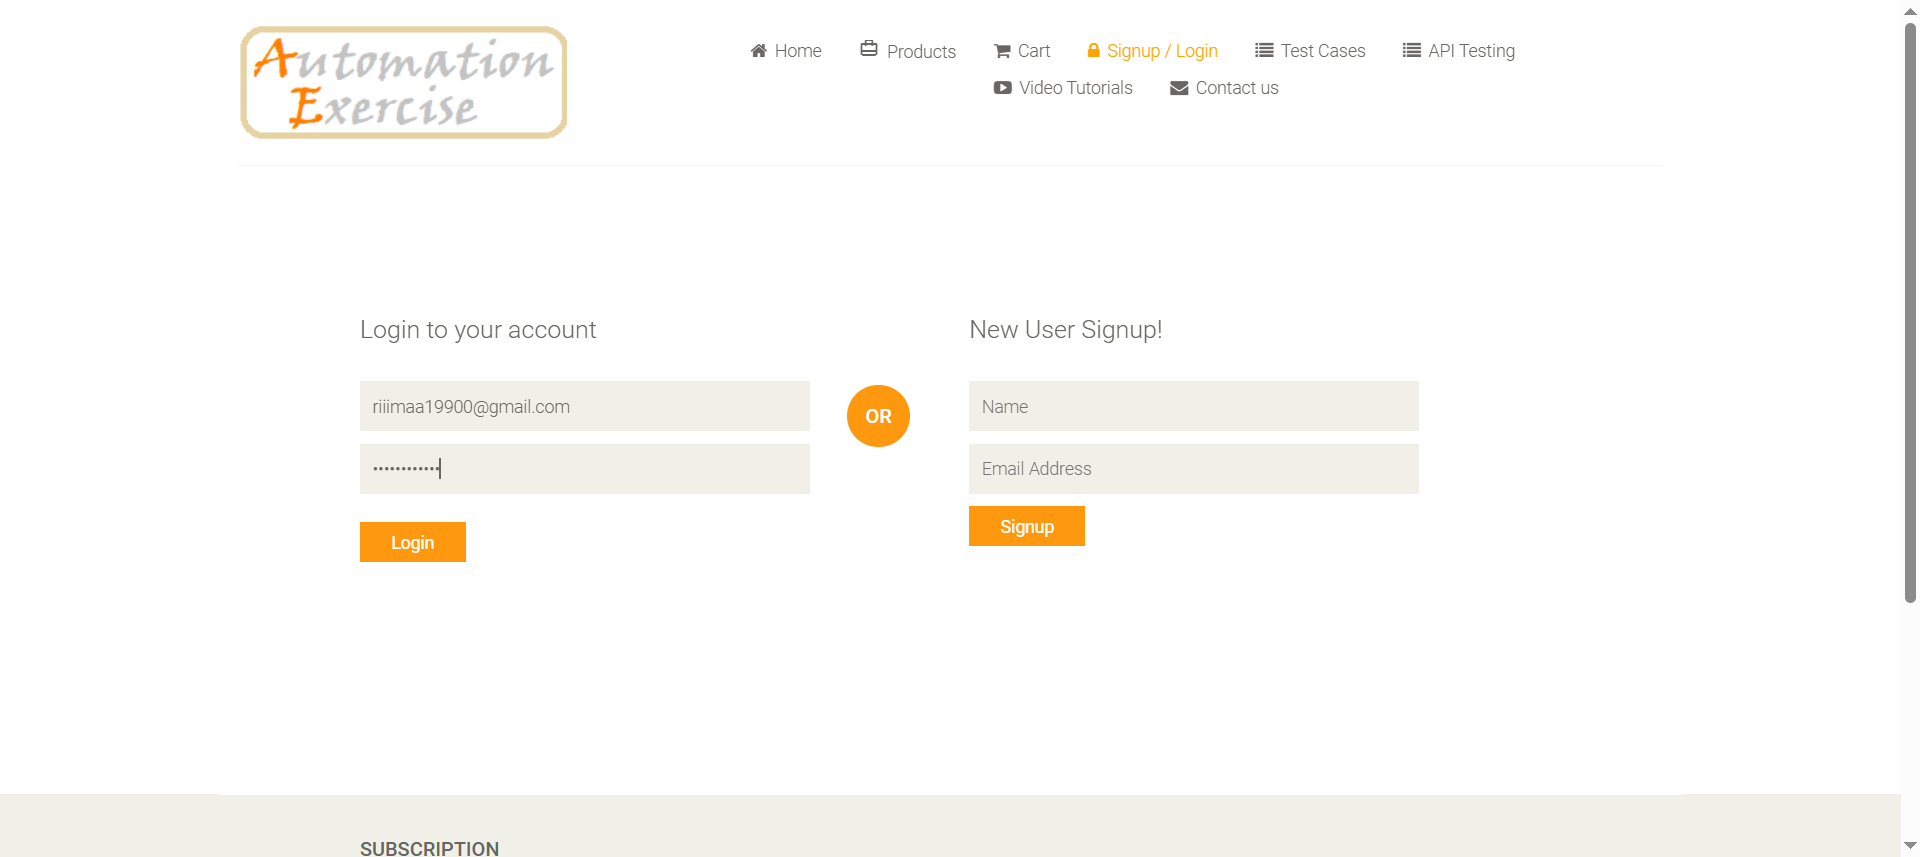 Automation
Exercise
Home
Products
Cart
Signup / Login
Test Cases
API Testing
Video Tutorials
Contact us
Login to your account
New User Signup!
riiimaa19900@gmail.com
OR
Name
••••••••••••
Email Address
Login
Signup
SUBSCRIPTION